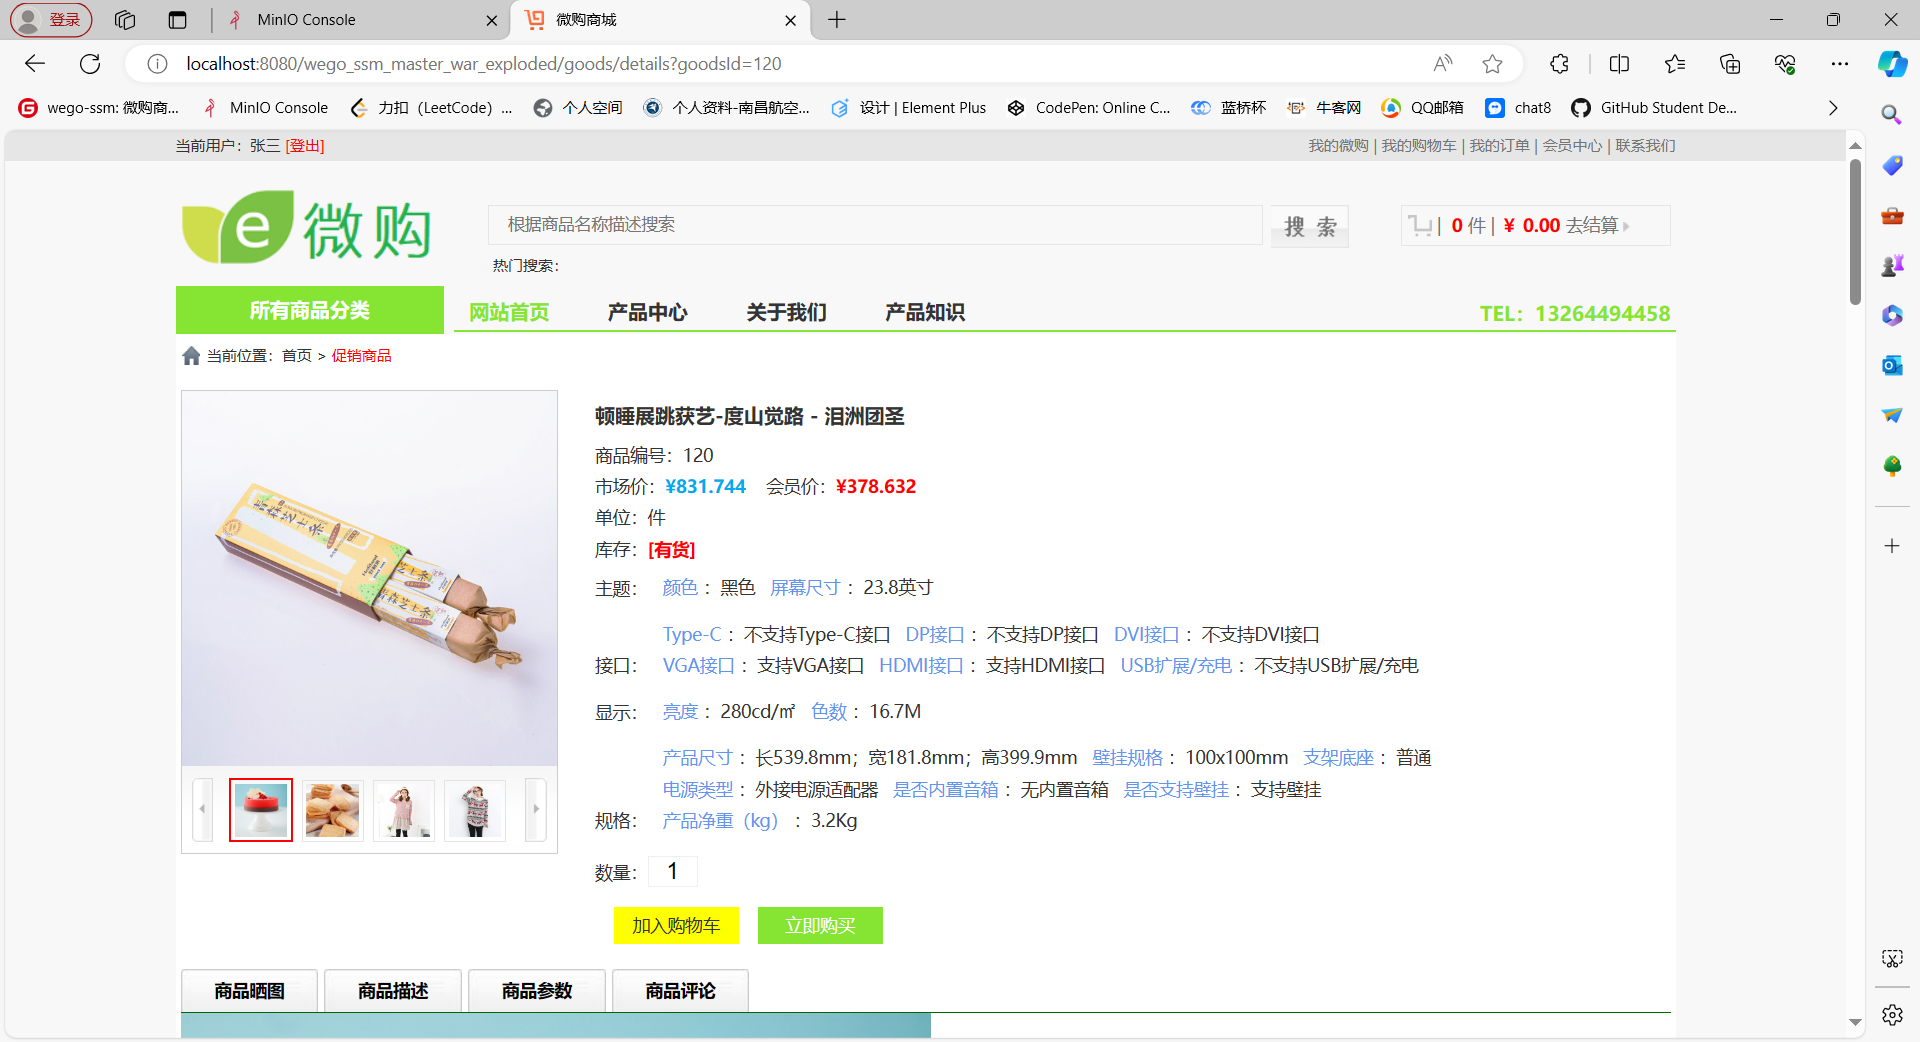 登录
MinIO Console
微购商城
localhost:8080/wego_ssm_master_war_exploded/goods/details?goodsId=120
wego-ssm: 微购商...
MinIO Console
力扣（LeetCode）...
个人空间
个人资料-南昌航空...
设计 | Element Plus
CodePen: Online C...
蓝桥杯
牛客网
QQ邮箱
chat8
GitHub Student De...
当前用户：张三 [登出]
我的微购 | 我的购物车 | 我的订单 | 会员中心 | 联系我们
e 微购
根据商品名称描述搜索
搜 索
| 0 件 | ¥ 0.00 去结算
热门搜索：
所有商品分类
网站首页
产品中心
关于我们
产品知识
TEL：13264494458
当前位置：首页 > 促销商品
顿睡展跳获艺-度山觉路 - 泪洲团圣
商品编号：120
市场价：¥831.744 会员价：¥378.632
单位：件
库存：[有货]
主题： 颜色 ：黑色 屏幕尺寸 ：23.8英寸
Type-C ：不支持Type-C接口 DP接口 ：不支持DP接口 DVI接口 ：不支持DVI接口
接口： VGA接口 ：支持VGA接口 HDMI接口 ：支持HDMI接口 USB扩展/充电 ：不支持USB扩展/充电
显示： 亮度 ：280cd/㎡ 色数 ：16.7M
产品尺寸 ：长539.8mm；宽181.8mm；高399.9mm 壁挂规格 ：100x100mm 支架底座 ：普通
电源类型 ：外接电源适配器 是否内置音箱 ：无内置音箱 是否支持壁挂 ：支持壁挂
规格： 产品净重（kg） ：3.2Kg
数量： 1
加入购物车
立即购买
商品晒图
商品描述
商品参数
商品评论